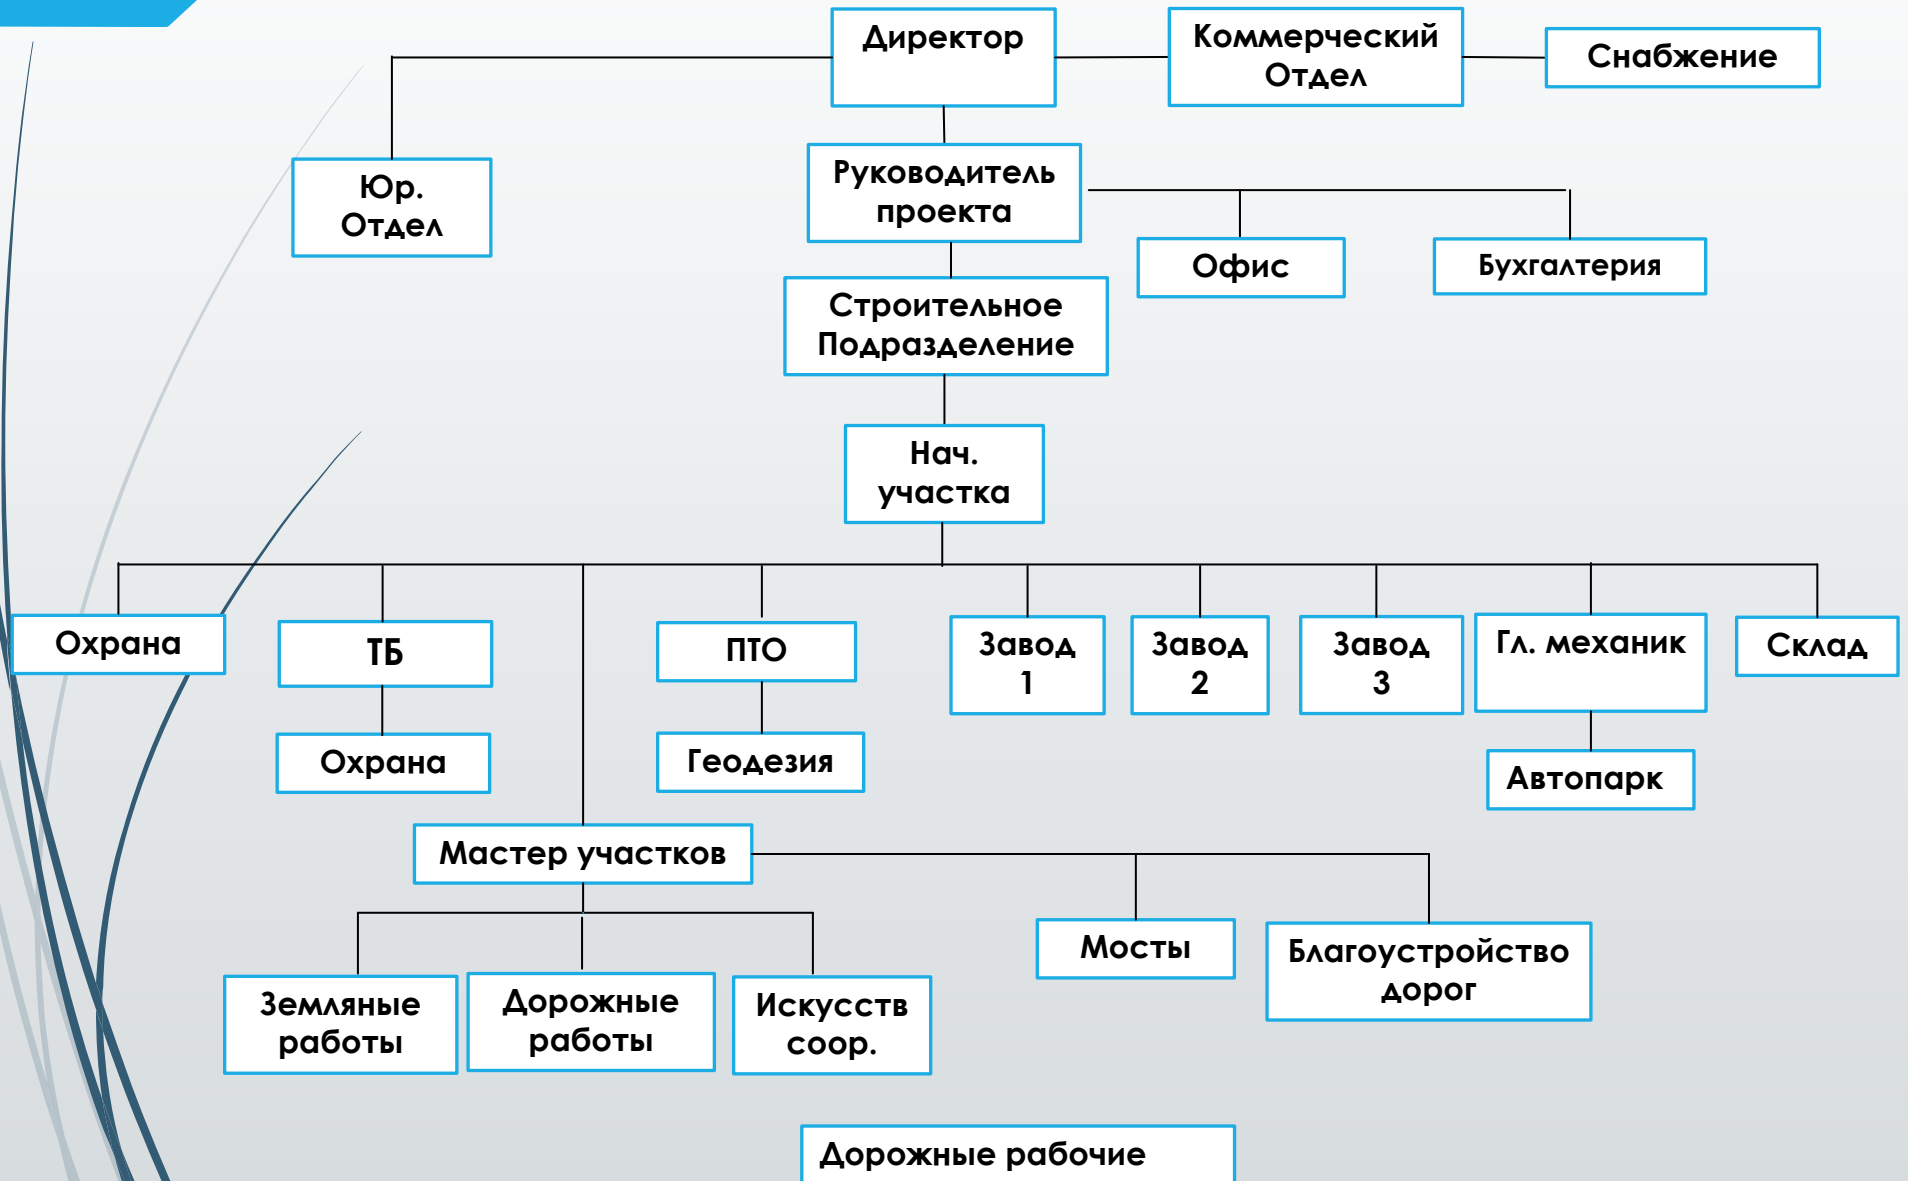 Директор
Коммерческий
Отдел
Снабжение
Юр.
Отдел
Руководитель
проекта
Офис
Бухгалтерия
Строительное
Подразделение
Нач.
участка
Охрана
ТБ
ПТО
Завод
1
Завод
2
Завод
3
Гл. механик
Склад
Охрана
Геодезия
Автопарк
Мастер участков
Мосты
Благоустройство
дорог
Земляные
работы
Дорожные
работы
Искусств
соор.
Дорожные рабочие